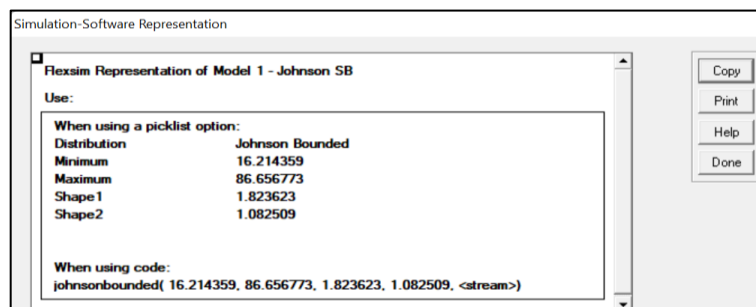 Simulation-Software Representation
Flexsim Representation of Model 1 - Johnson SB
Use:
When using a picklist option:
Distribution Johnson Bounded
Minimum 16.214359
Maximum 86.656773
Shape1 1.823623
Shape2 1.082509
When using code:
johnsonbounded( 16.214359, 86.656773, 1.823623, 1.082509, <stream>)
Copy
Print
Help
Done